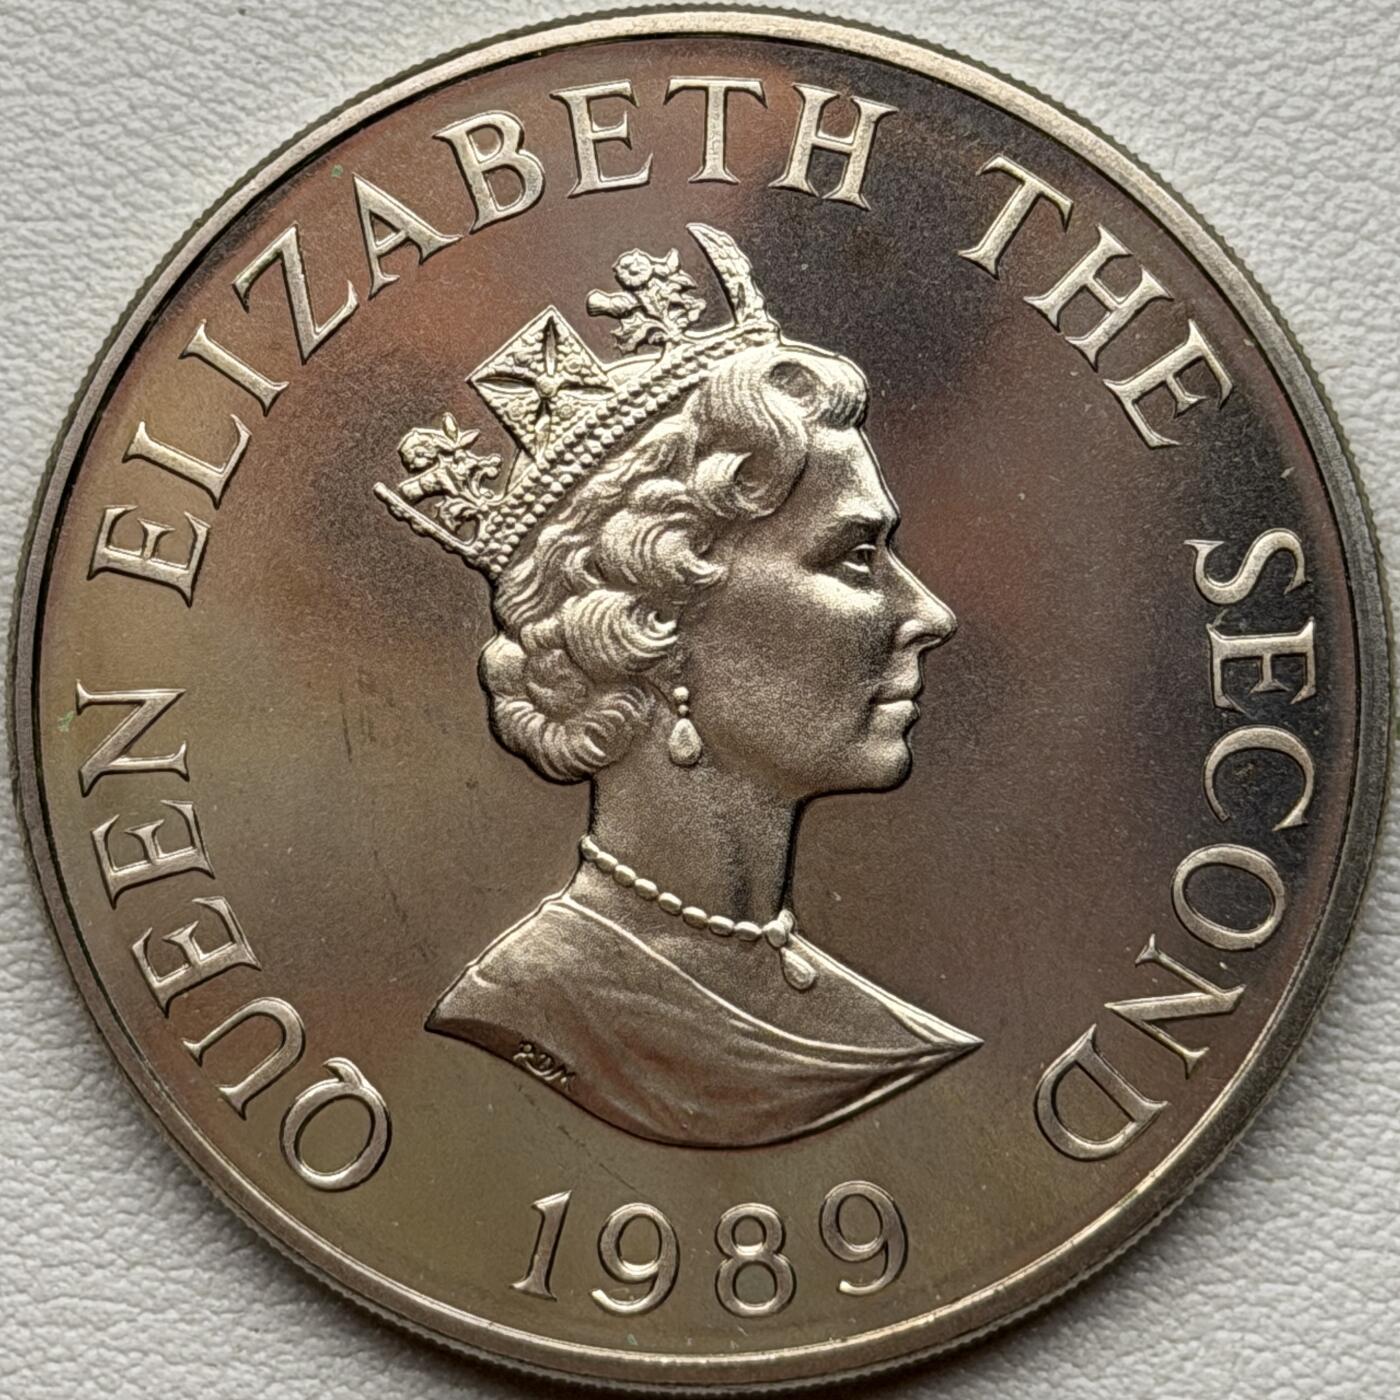 QUEEN ELIZABETH THE SECOND
RDM
1989